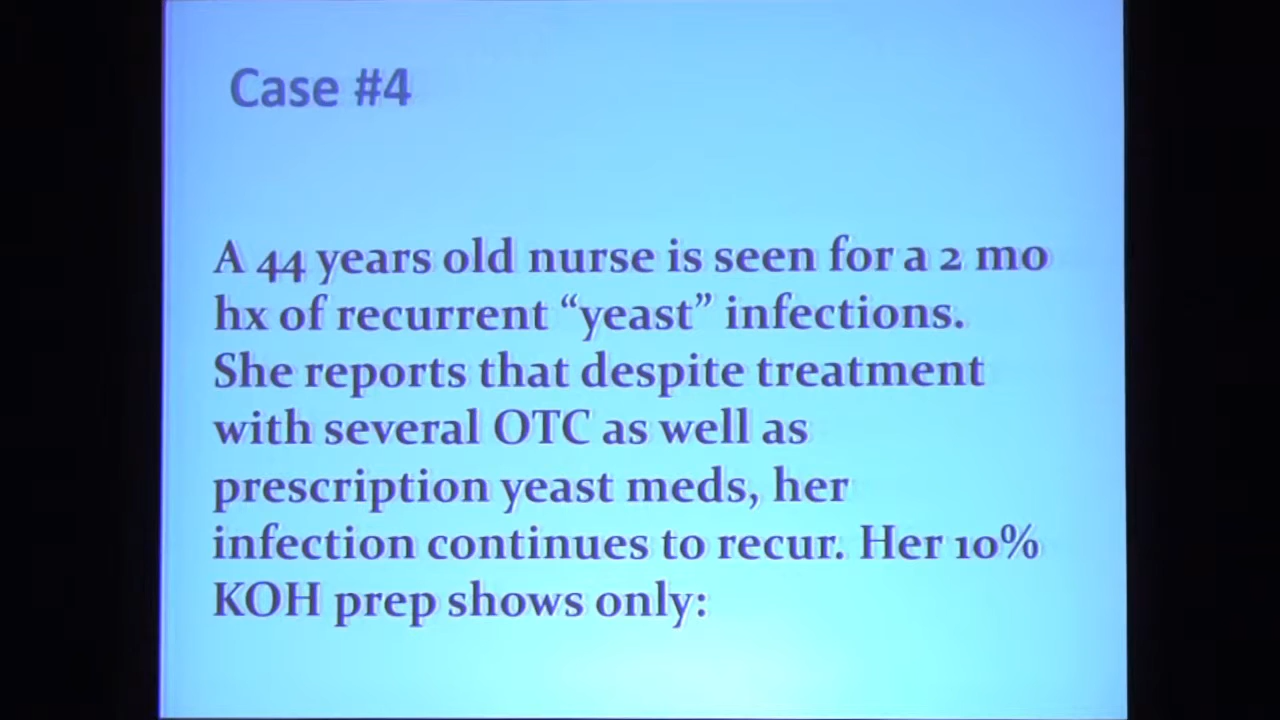 Case #4
A 44 years old nurse is seen for a 2 mo
hx of recurrent “yeast” infections.
She reports that despite treatment
with several OTC as well as
prescription yeast meds, her
infection continues to recur. Her 10%
KOH prep shows only: